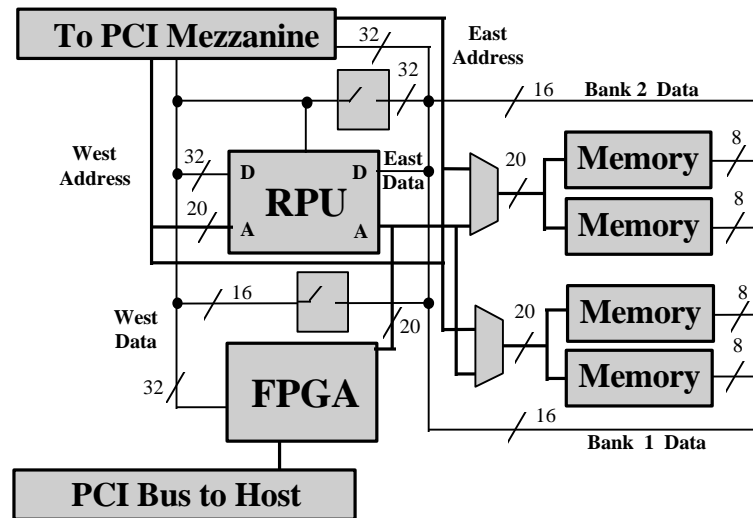 To PCI Mezzanine
32
East
Address
32
16
Bank 2 Data
8
West
Address
32
D
East
D
Data
20
Memory
RPU
8
20
A
A
Memory
16
20
8
West
Data
20
Memory
8
32
FPGA
Memory
16
Bank 1 Data
PCI Bus to Host